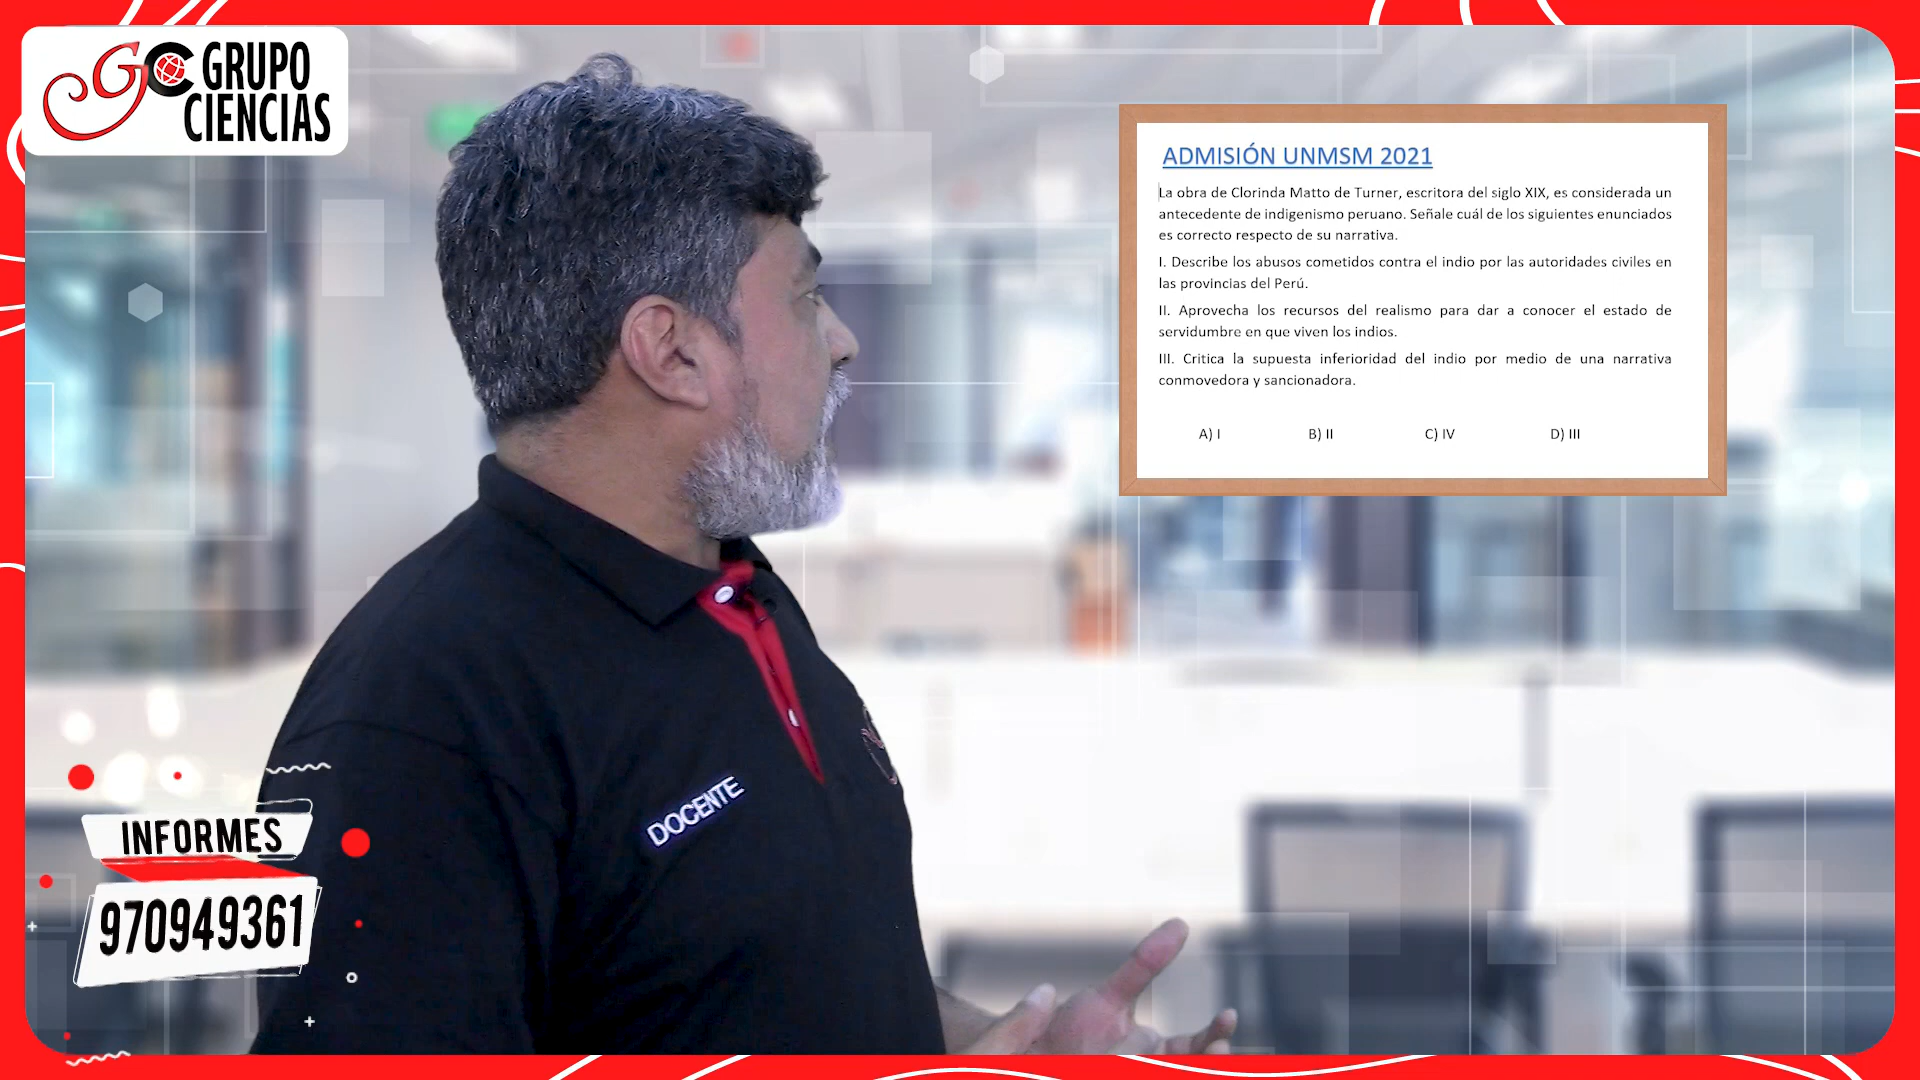 GC GRUPO
CIENCIAS
ADMISIÓN UNMSM 2021
La obra de Clorinda Matto de Turner, escritora del siglo XIX, es considerada un
antecedente de indigenismo peruano. Señale cuál de los siguientes enunciados
es correcto respecto de su narrativa.
I. Describe los abusos cometidos contra el indio por las autoridades civiles en
las provincias del Perú.
II. Aprovecha los recursos del realismo para dar a conocer el estado de
servidumbre en que viven los indios.
III. Critica la supuesta inferioridad del indio por medio de una narrativa
conmovedora y sancionadora.
A) I B) II C) IV D) III
DOCENTE
INFORMES
970949361